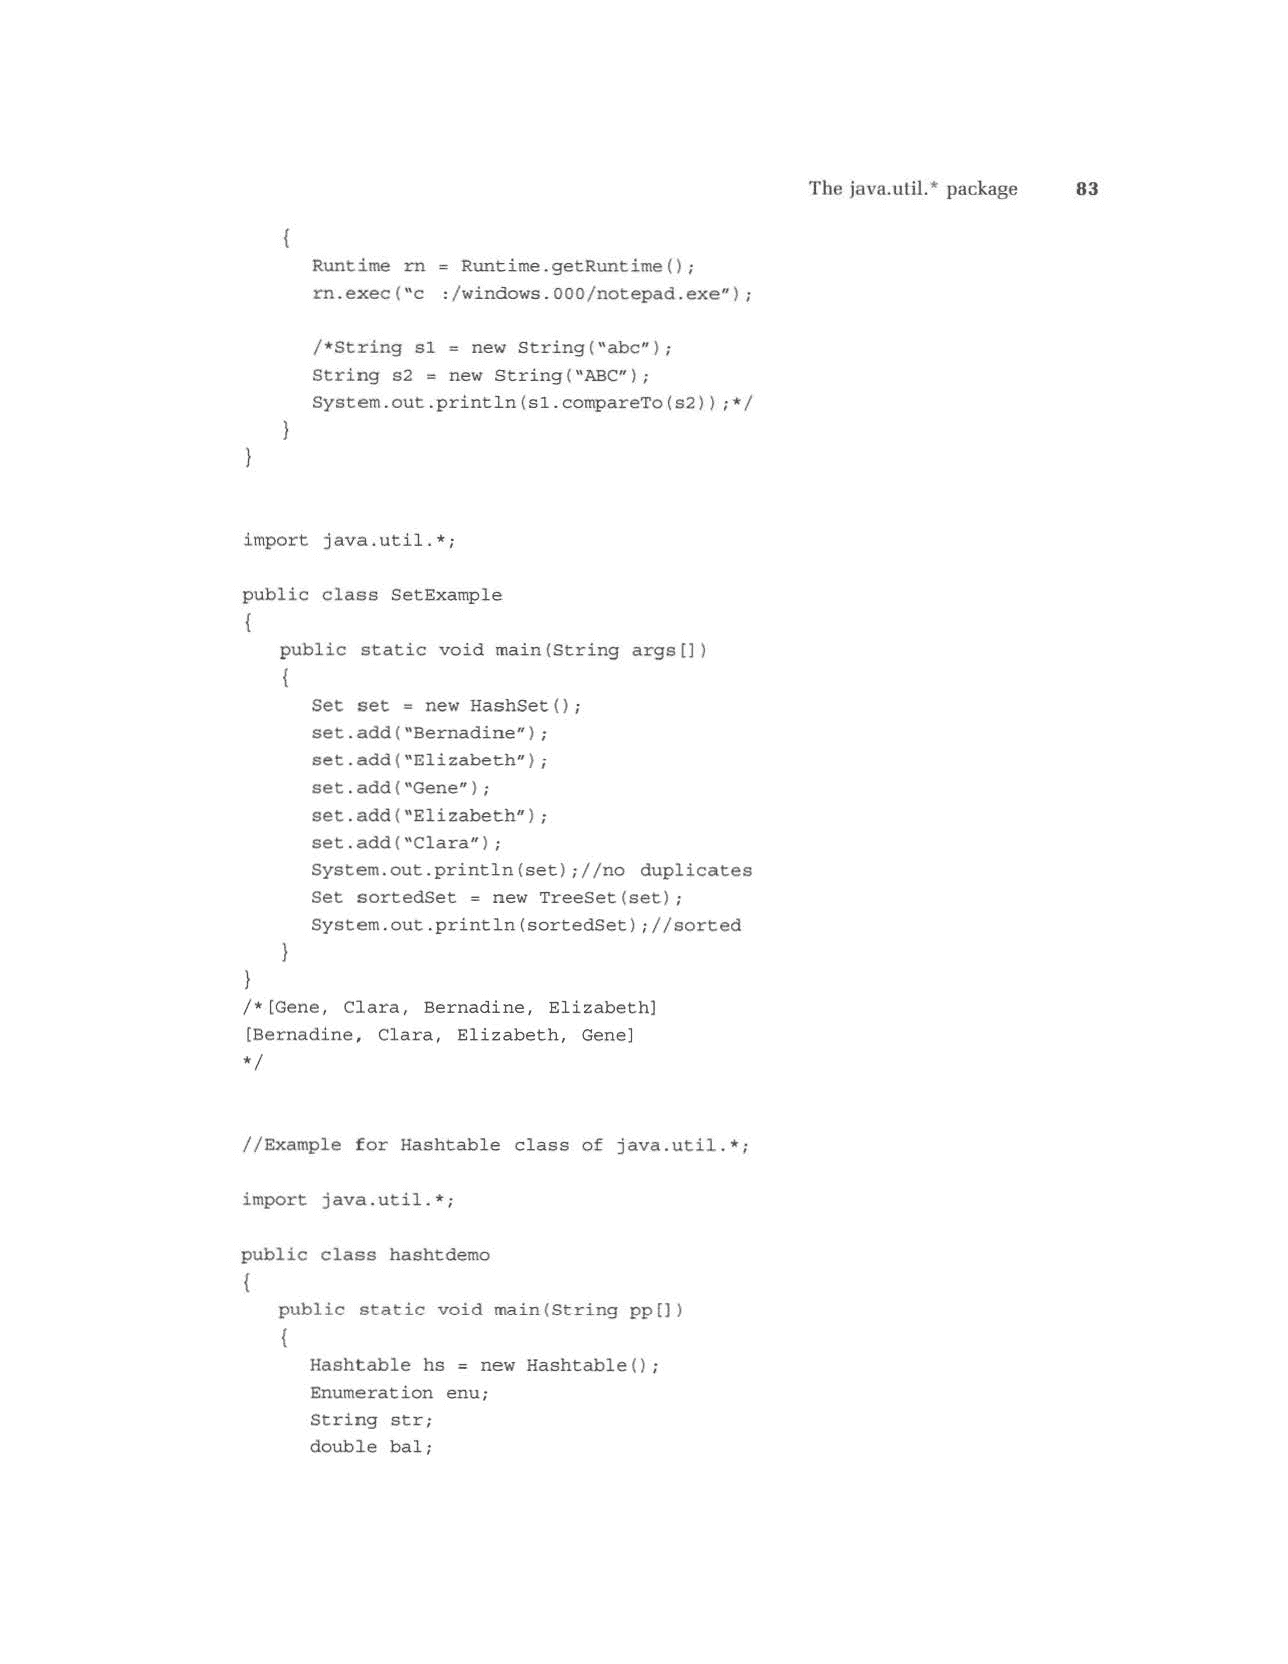 The java.util.* package 83
{
Runtime rn = Runtime.getRuntime();
rn.exec("c :/windows.000/notepad.exe");
/*String s1 = new String("abc");
String s2 = new String("ABC");
System.out.println(s1.compareTo(s2));*/
}
}
import java.util.*;
public class SetExample
{
public static void main(String args[])
{
Set set = new HashSet();
set.add("Bernadine");
set.add("Elizabeth");
set.add("Gene");
set.add("Elizabeth");
set.add("Clara");
System.out.println(set);//no duplicates
Set sortedSet = new TreeSet(set);
System.out.println(sortedSet);//sorted
}
}
/*[Gene, Clara, Bernadine, Elizabeth]
[Bernadine, Clara, Elizabeth, Gene]
*/
//Example for Hashtable class of java.util.*;
import java.util.*;
public class hashtdemo
{
public static void main(String pp[])
{
Hashtable hs = new Hashtable();
Enumeration enu;
String str;
double bal;